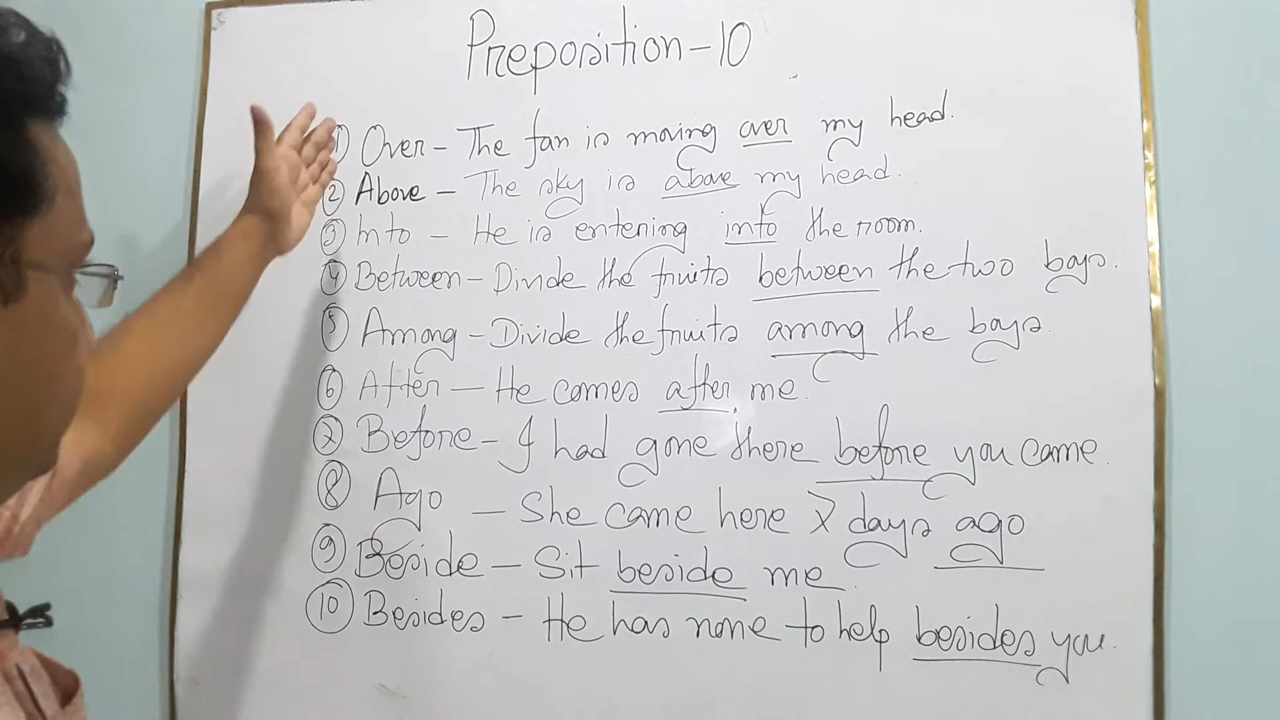 Preposition-10
① Over - The fan is moving over my head.
② Above - The sky is above my head.
③ Into - He is entening into the room.
④ Between - Divide the fruits between the two boys.
⑤ Among - Divide the fruits among the boys.
⑥ After - He comes after me.
⑦ Before - I had gone there before you came.
⑧ Ago - She came here 7 days ago
⑨ Beside - Sit beside me.
⑩ Besides - He has none to help besides you.